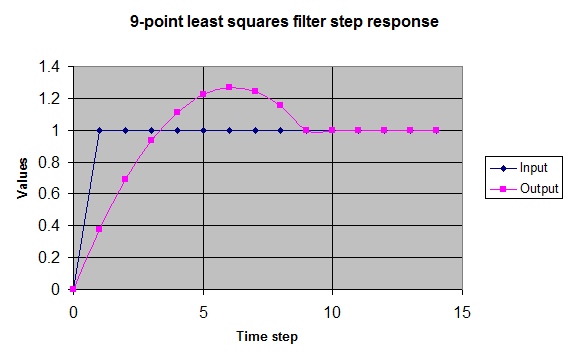 9-point least squares filter step response
1.4
1.2
1
0.8
0.6
0.4
0.2
0
Values
0 5 10 15
Time step
Input
Output